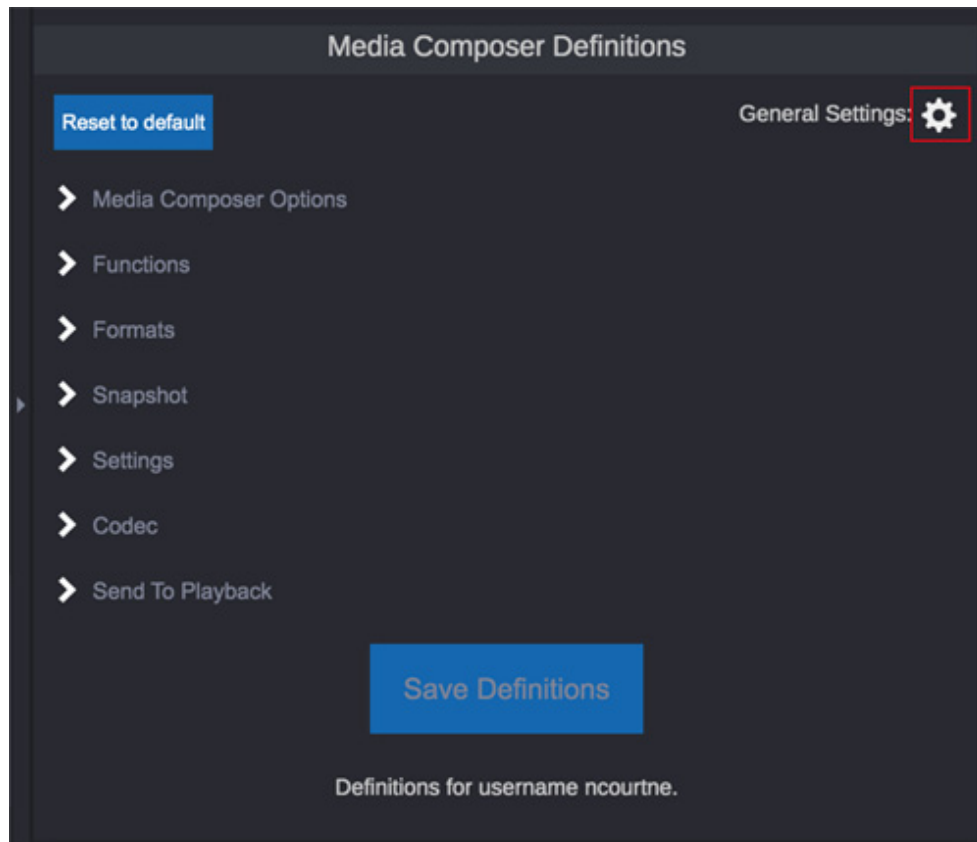 Media Composer Definitions
Reset to default
General Settings:
Media Composer Options
Functions
Formats
Snapshot
Settings
Codec
Send To Playback
Save Definitions
Definitions for username ncourtne.